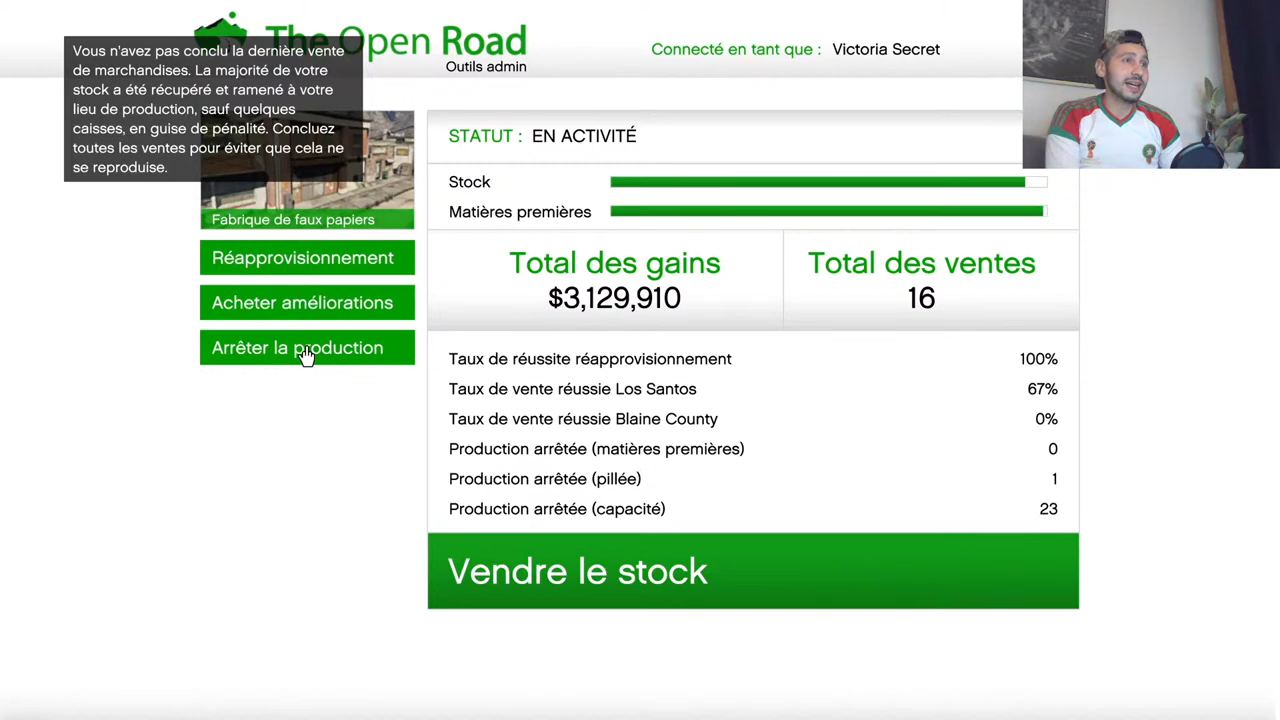 The Open Road
Outils admin
Connecté en tant que : Victoria Secret
Vous n'avez pas conclu la dernière vente
de marchandises. La majorité de votre
stock a été récupéré et ramené à votre
lieu de production, sauf quelques
caisses, en guise de pénalité. Concluez
toutes les ventes pour éviter que cela ne
se reproduise.
Fabrique de faux papiers
Réapprovisionnement
Acheter améliorations
Arrêter la production
STATUT : EN ACTIVITÉ
Stock
Matières premières
Total des gains
$3,129,910
Total des ventes
16
Taux de réussite réapprovisionnement 100%
Taux de vente réussie Los Santos 67%
Taux de vente réussie Blaine County 0%
Production arrêtée (matières premières) 0
Production arrêtée (pillée) 1
Production arrêtée (capacité) 23
Vendre le stock